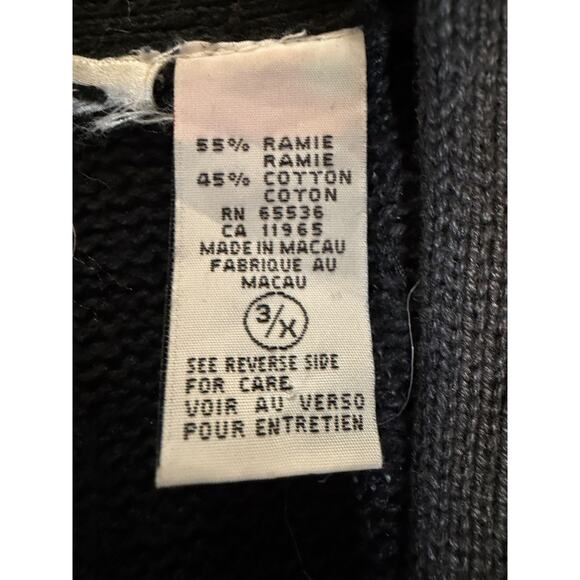 55% RAMIE
RAMIE
45% COTTON
COTON
RN 65536
CA 11965
MADE IN MACAU
FABRIQUE AU
MACAU
3/X
SEE REVERSE SIDE
FOR CARE
VOIR AU VERSO
POUR ENTRETIEN